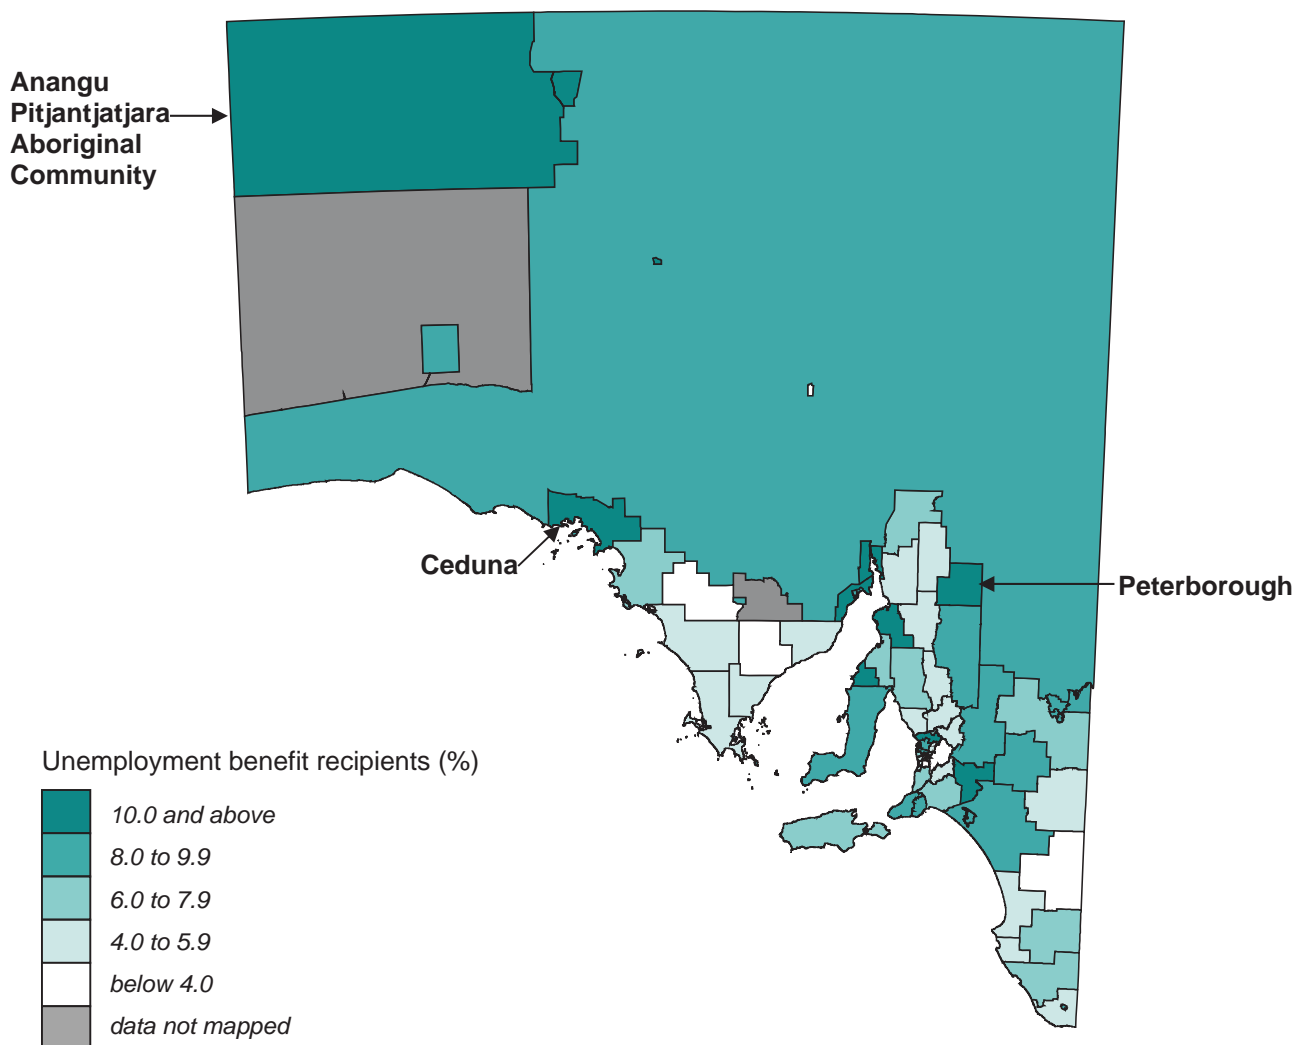 Anangu
Pitjantjatjara
Aboriginal
Community
Ceduna
Peterborough
Unemployment benefit recipients (%)
10.0 and above
8.0 to 9.9
6.0 to 7.9
4.0 to 5.9
below 4.0
data not mapped